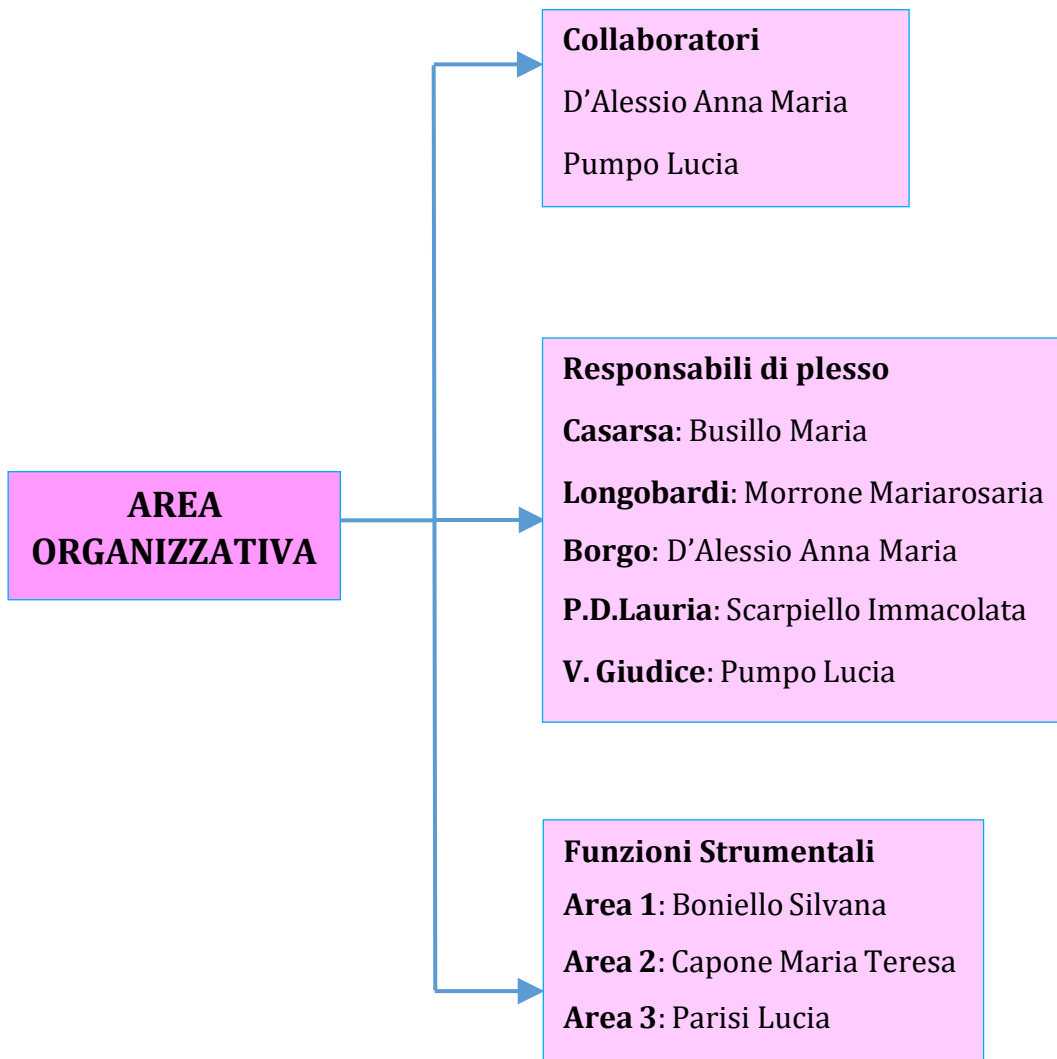 Collaboratori
D’Alessio Anna Maria
Pumpo Lucia
Responsabili di plesso
Casarsa: Busillo Maria
Longobardi: Morrone Mariarosaria
Borgo: D’Alessio Anna Maria
P.D.Lauria: Scarpiello Immacolata
V. Giudice: Pumpo Lucia
AREA
ORGANIZZATIVA
Funzioni Strumentali
Area 1: Boniello Silvana
Area 2: Capone Maria Teresa
Area 3: Parisi Lucia